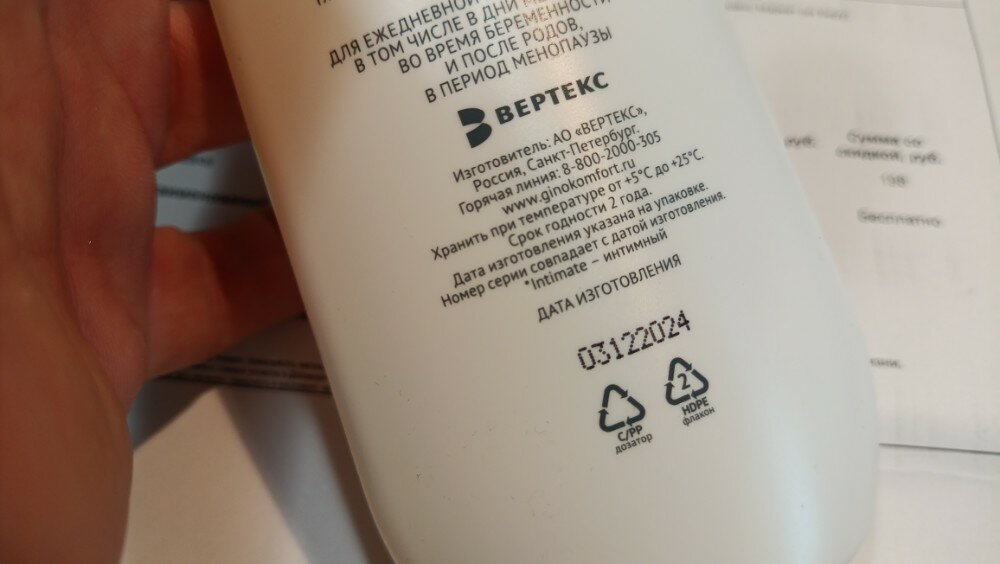 ДЛЯ ЕЖЕДНЕВНОЙ
В ТОМ ЧИСЛЕ В ДНИ
ВО ВРЕМЯ БЕРЕМЕННОСТИ,
И ПОСЛЕ РОДОВ,
В ПЕРИОД МЕНОПАУЗЫ
ВЕРТЕКС
Изготовитель: АО «ВЕРТЕКС»,
Россия, Санкт-Петербург.
Горячая линия: 8-800-2000-305
www.ginokomfort.ru
Хранить при температуре от +5°C до +25°C.
Срок годности 2 года.
Дата изготовления указана на упаковке.
Номер серии совпадает с датой изготовления.
*Intimate – интимный
ДАТА ИЗГОТОВЛЕНИЯ
03122024
2
C/PP
дозатор
HDPE
флакон
руб.
Сумма со
скидкой, руб.
198
Бесплатно